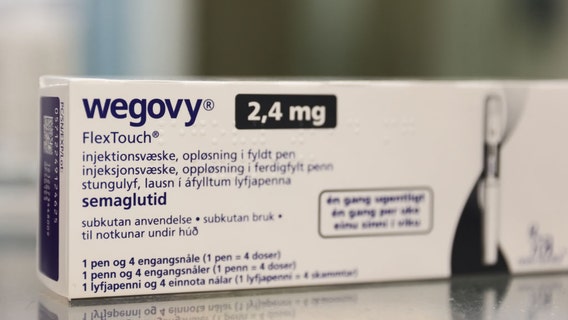 wegovy® 2,4 mg
FlexTouch®
injektionsvæske, opløsning i fyldt pen
injeksjonsvæske, oppløsning i ferdigfylt penn
stungulyf, lausn í áfylltum lyfjapenna
semaglutid
subkutan anvendelse • subkutan bruk •
til notkunar undir húð
én gang ugentligt
én gang per uke
einu sinni í viku
1 pen og 4 engangsnåle (1 pen = 4 doser)
1 penn og 4 engangsnåler (1 penn = 4 doser)
1 lyfjapenni og 4 einnota nálar (1 lyfjapenni = 4 skammtar)